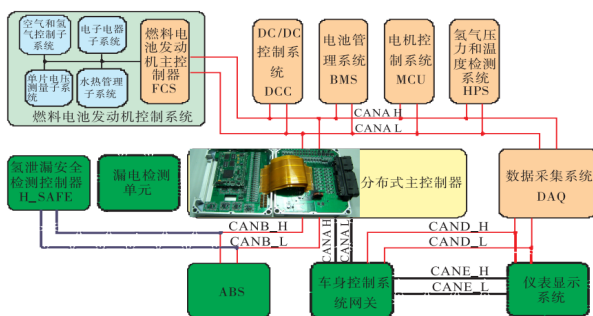 空气和氢
气控制子
系统
电子电器
子系统
单片电压
测量子系
统
水热管理
子系统
燃料电
池发动
机主控
制器
FCS
燃料电池发动机控制系统
DC/DC
控制系
统
DCC
电池管
理系统
BMS
电机控
制系统
MCU
氢气压
力和温
度检测
系统
HPS
CANA H
CANA L
氢泄漏安全
检测控制器
H_SAFE
漏电检测
单元
分布式主控制器
数据采集系统
DAQ
CANB_H
CANB_L
CANA H
CANA L
CAND_H
CAND_L
CANE_H
CANE_L
ABS
车身控制系
统网关
仪表显示
系统